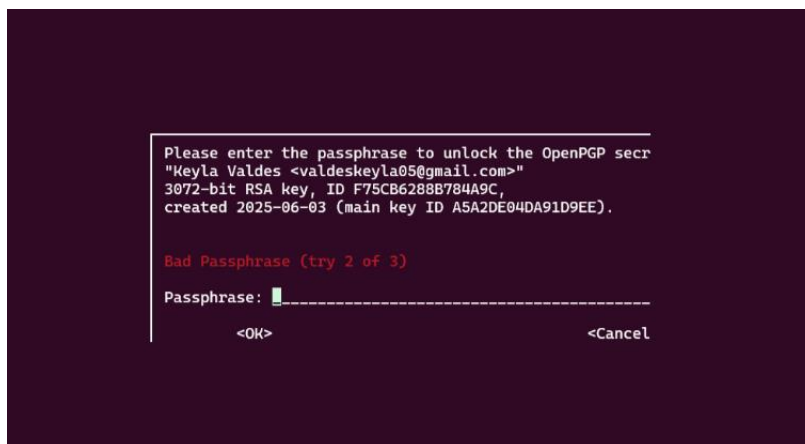 Please enter the passphrase to unlock the OpenPGP secr
"Keyla Valdes <valdeskeyla05@gmail.com>"
3072-bit RSA key, ID F75CB6288B784A9C,
created 2025-06-03 (main key ID A5A2DE04DA91D9EE).
Bad Passphrase (try 2 of 3)
Passphrase: ________________________________________
<OK> <Cancel